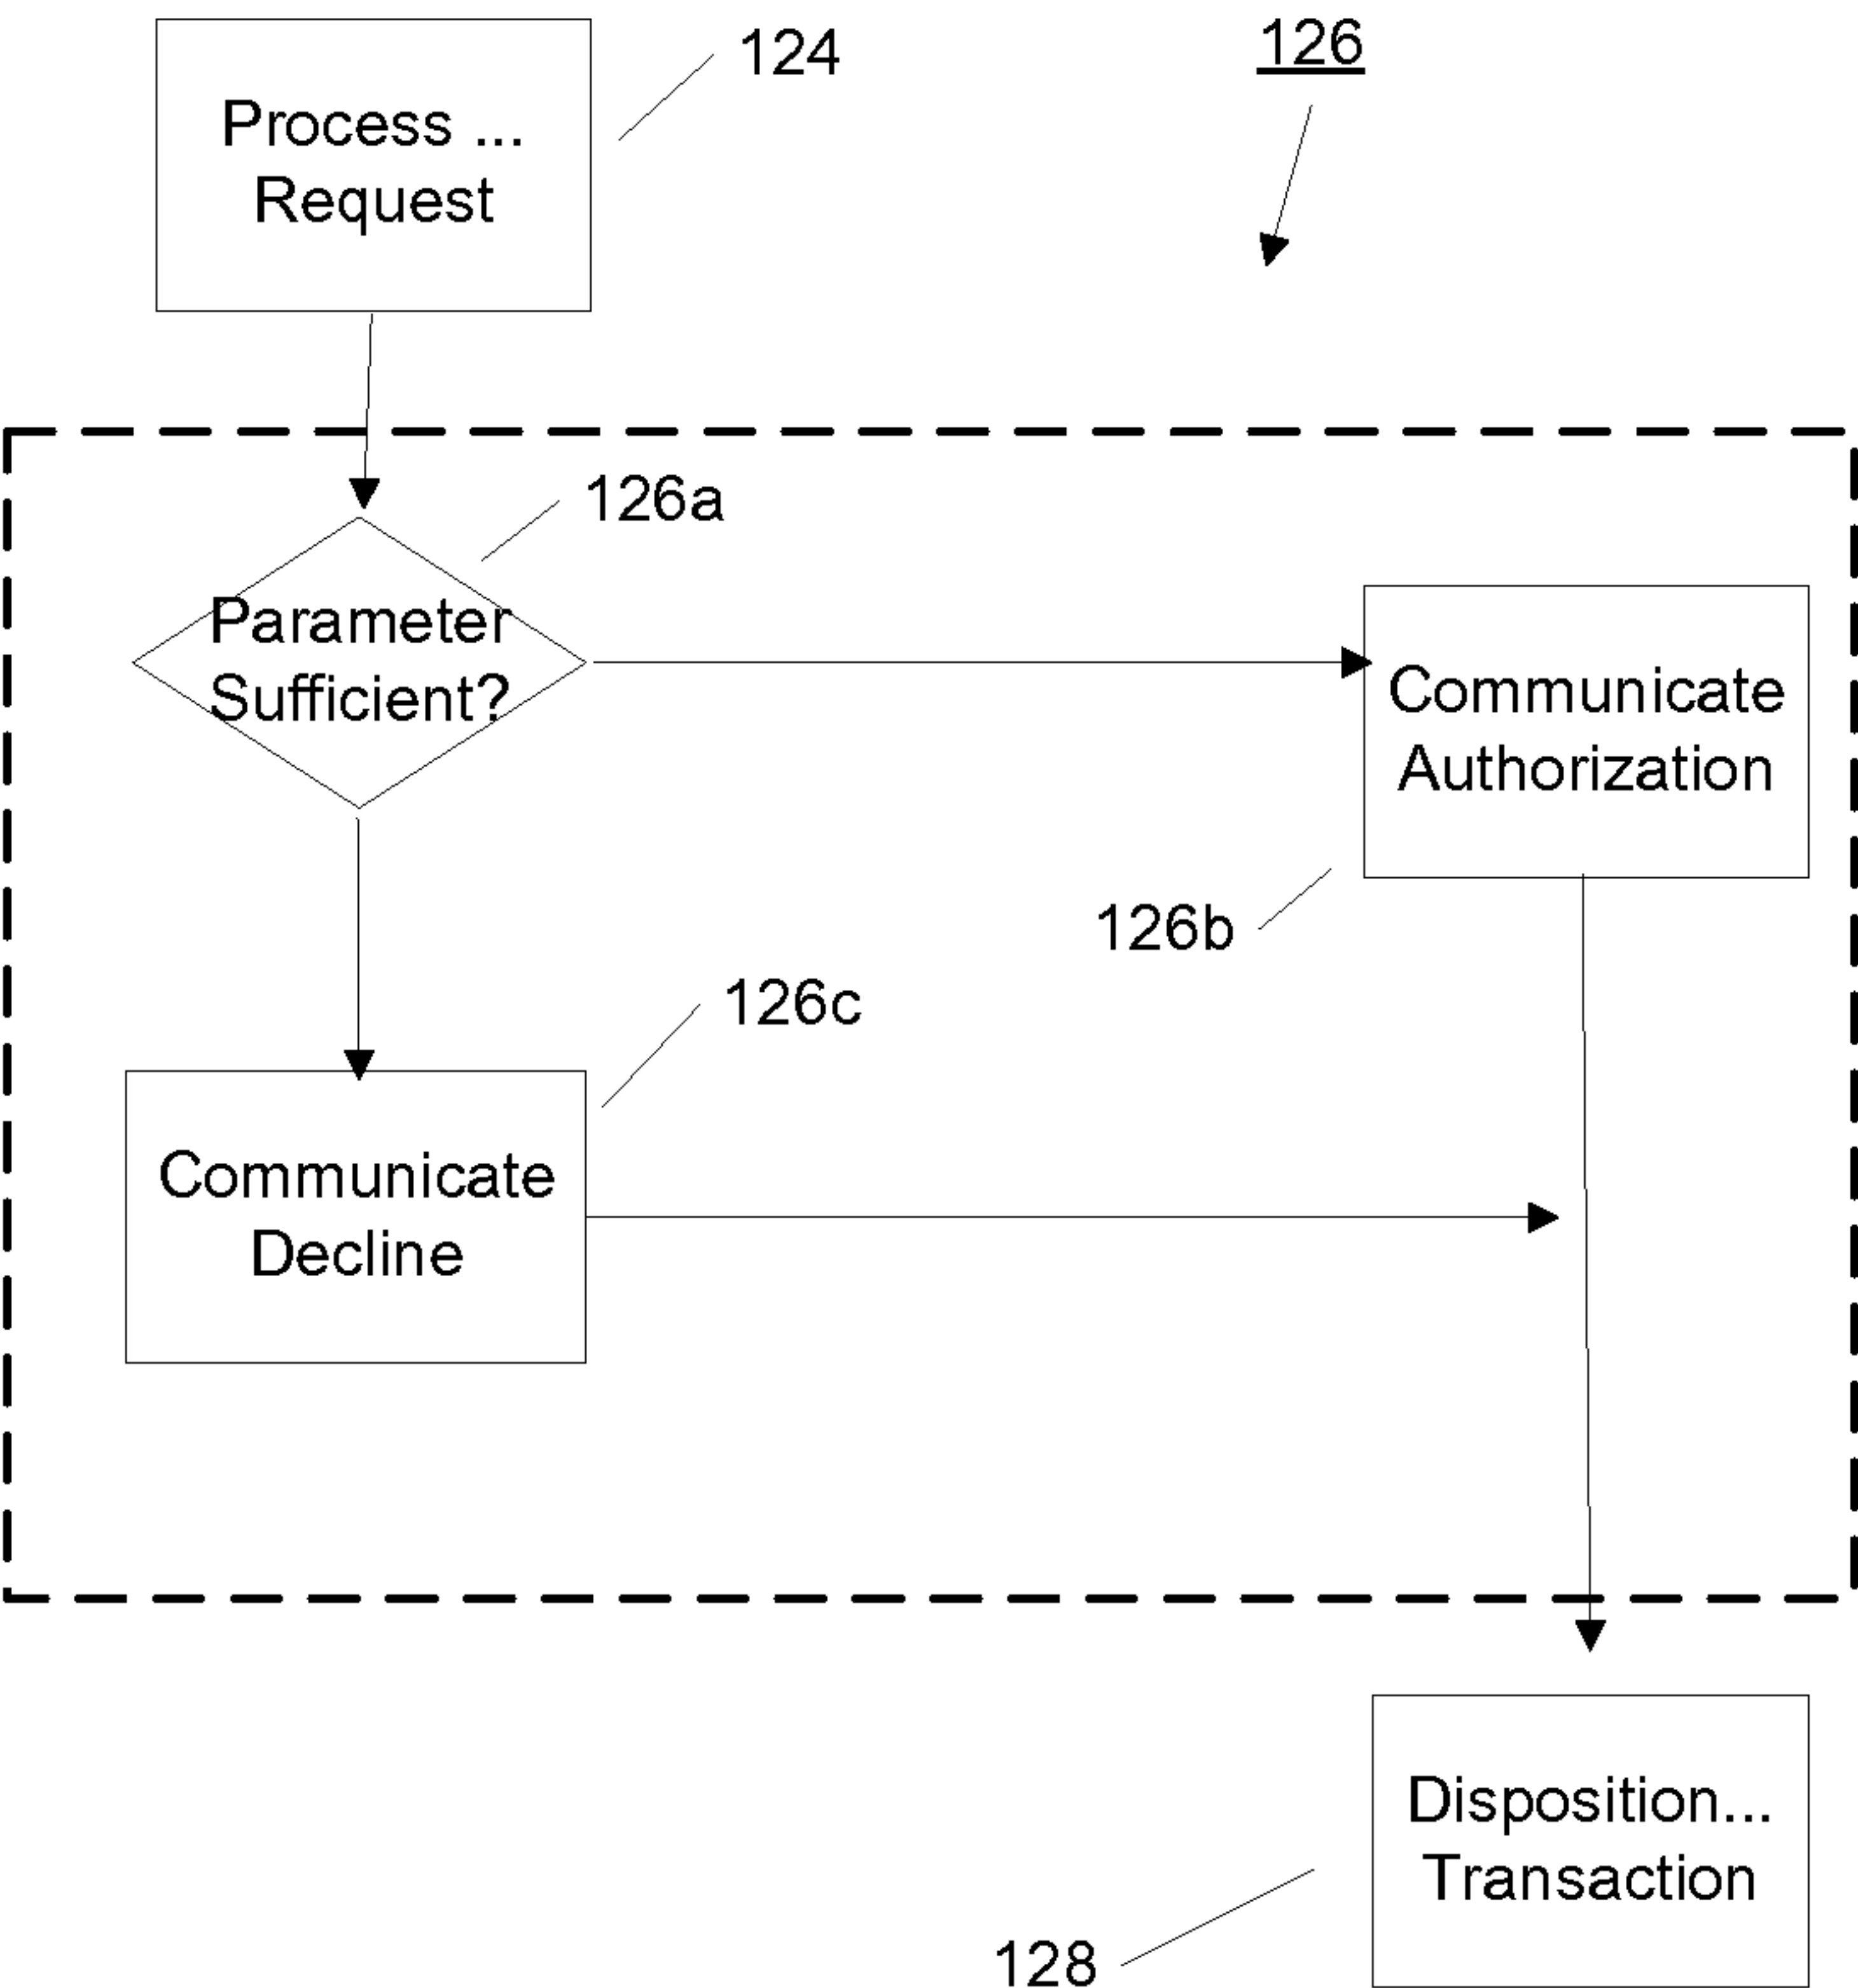 124
126
Process ...
Request
126a
Parameter
Sufficient?
Communicate
Authorization
126b
126c
Communicate
Decline
Disposition...
Transaction
128